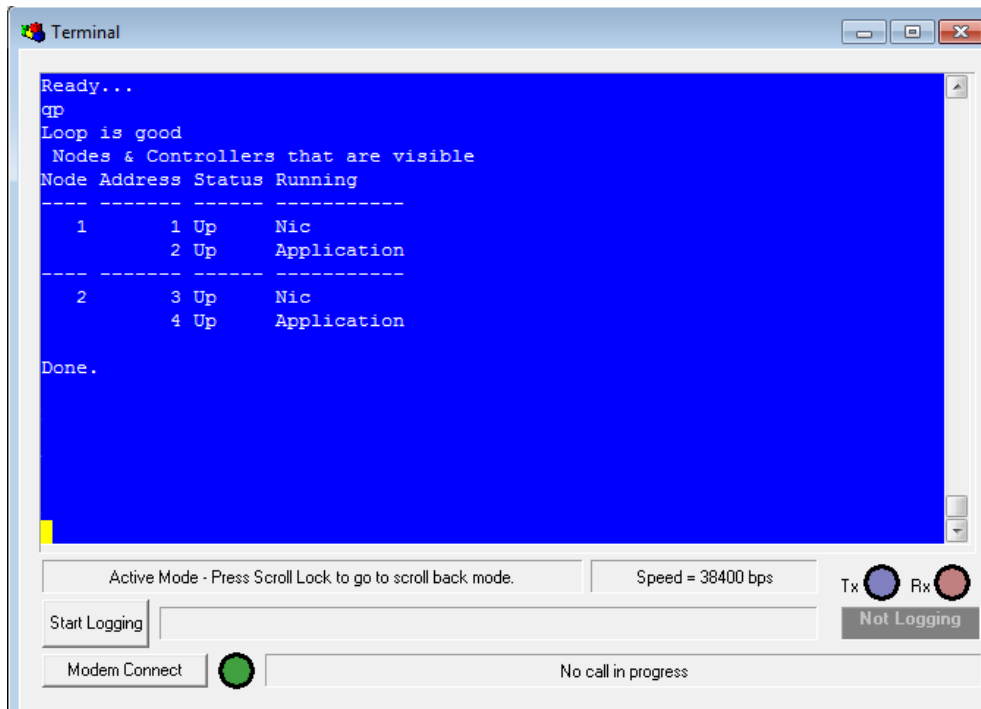 Terminal
Ready...
qp
Loop is good
Nodes & Controllers that are visible
Node Address Status Running
---- ------- ------ -----------
1 1 Up Nic
2 Up Application
---- ------- ------ -----------
2 3 Up Nic
4 Up Application
Done.
Active Mode - Press Scroll Lock to go to scroll back mode.
Speed = 38400 bps
Tx
Rx
Start Logging
Not Logging
Modem Connect
No call in progress